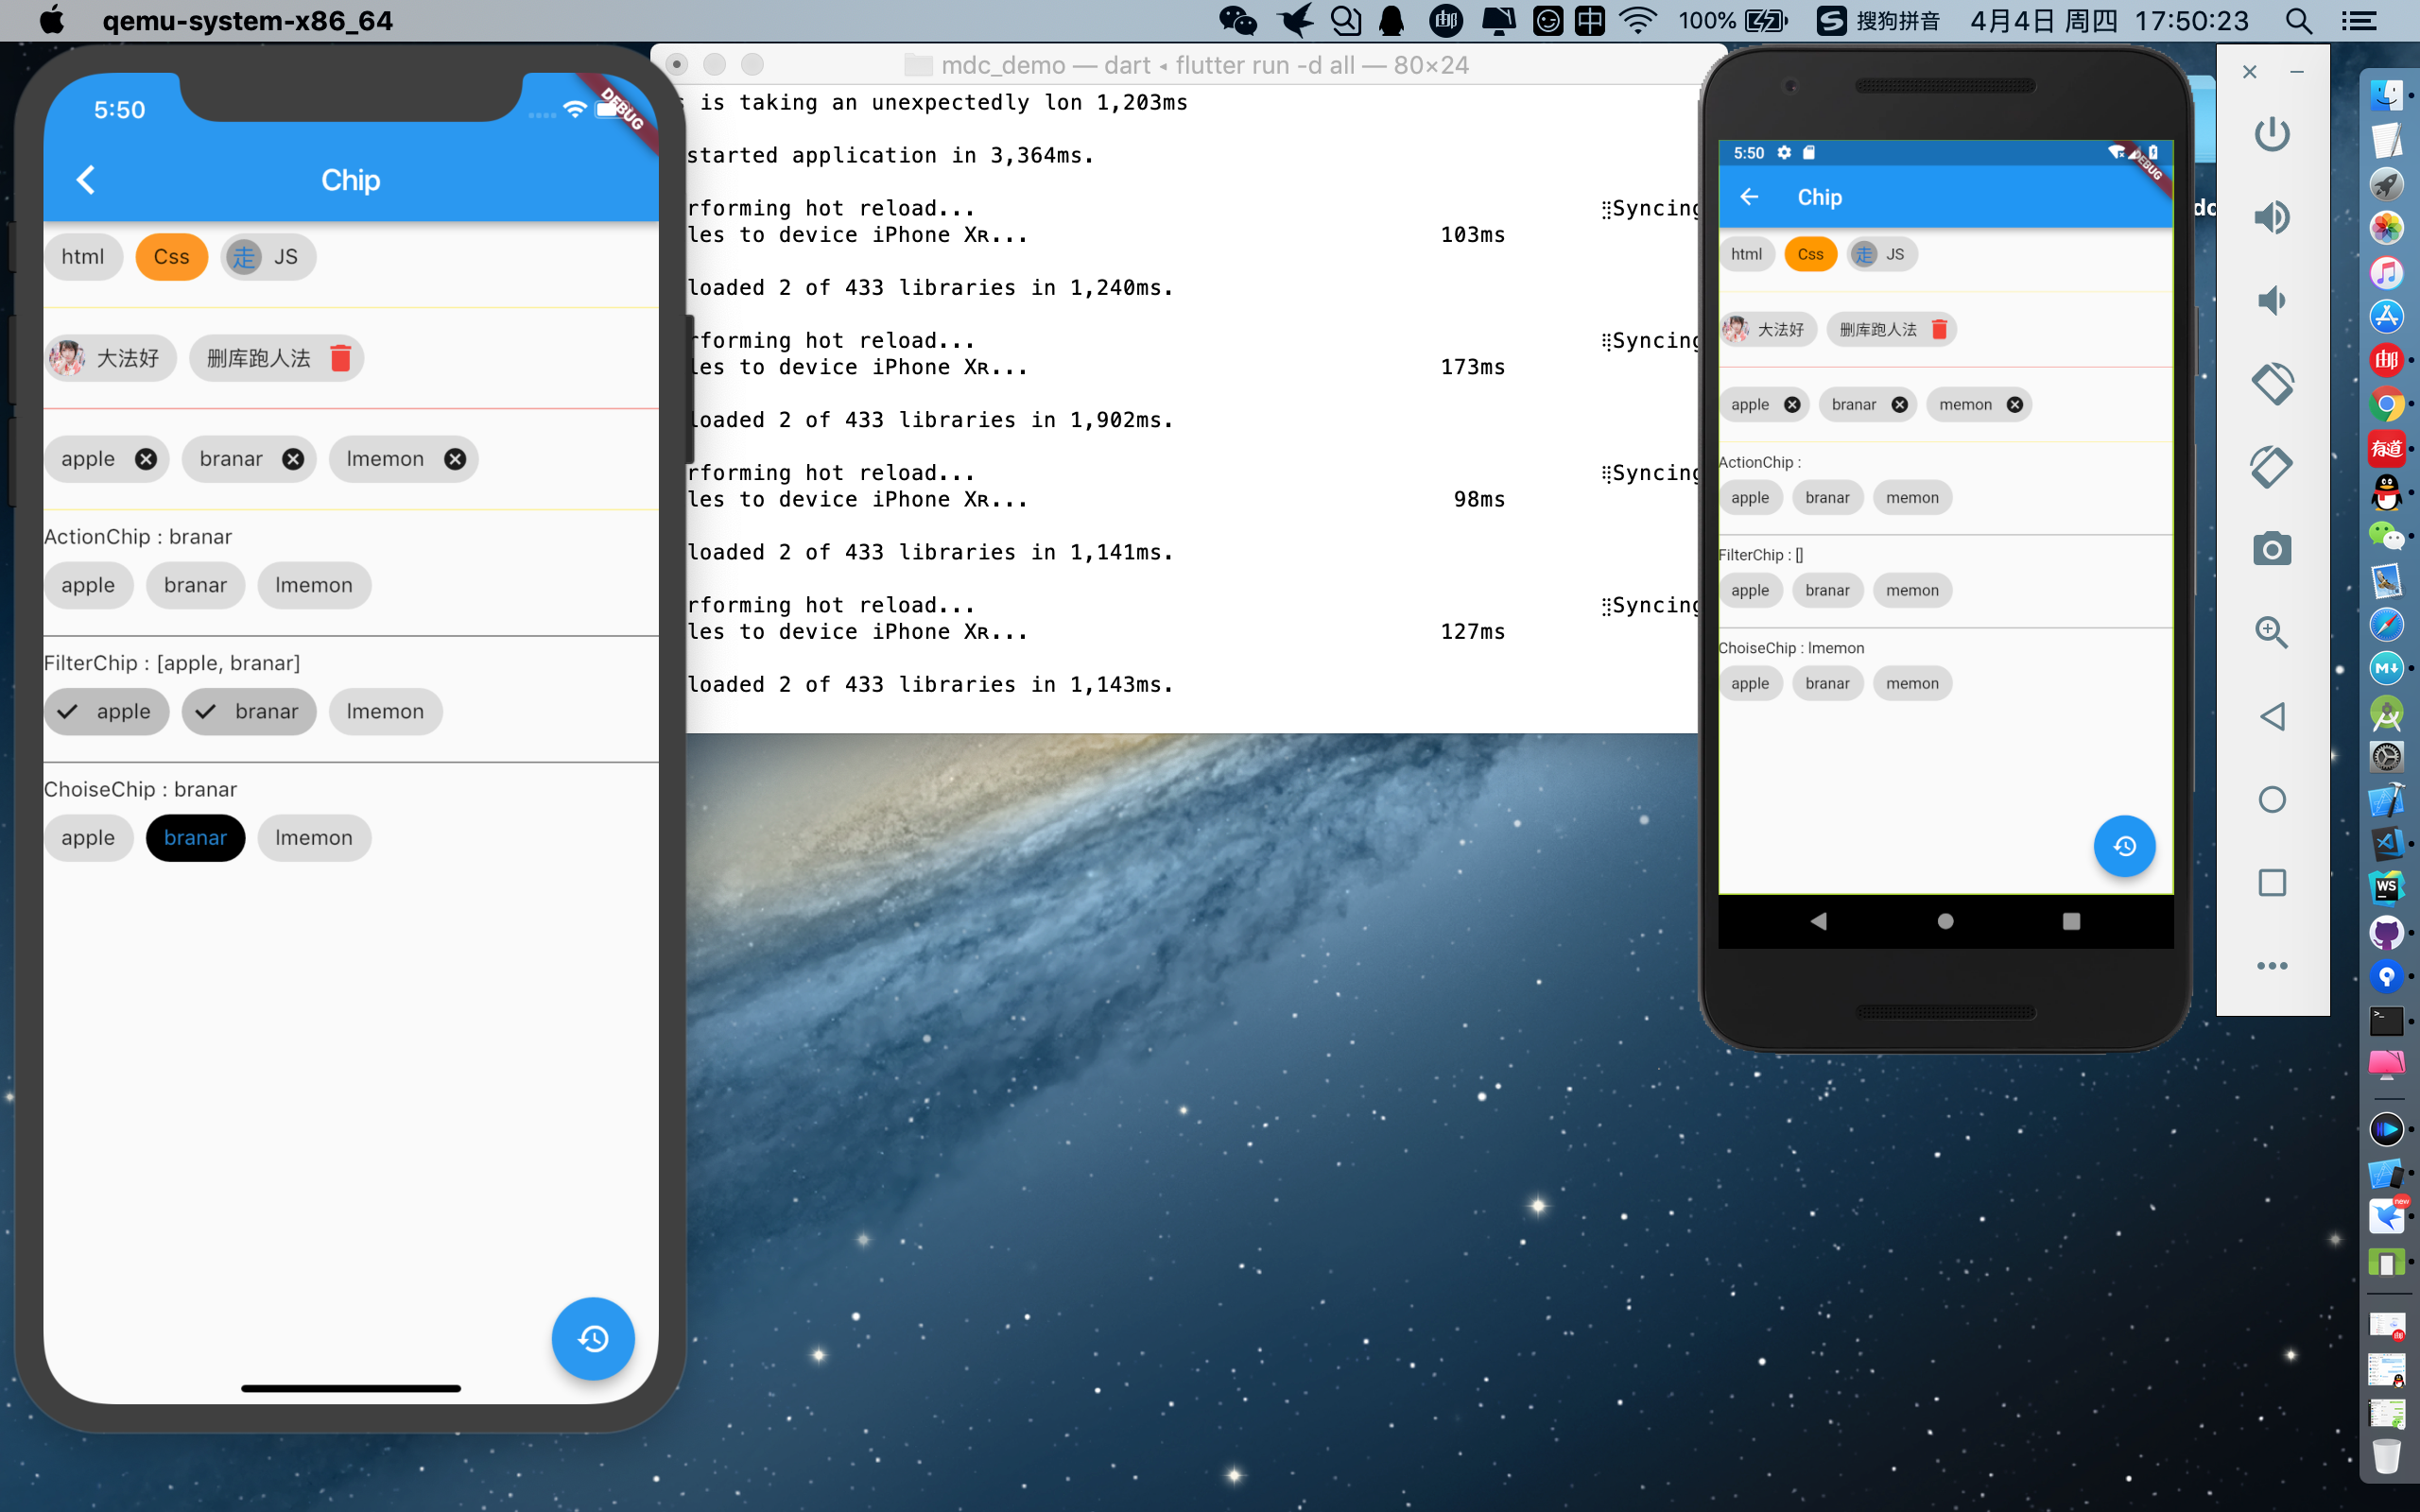 qemu-system-x86_64
100%
搜狗拼音
4月4日 周四 17:50:23
5:50
DEBUG
Chip
html
Css
走 JS
大法好
删库跑人法
apple
branar
lmemon
ActionChip : branar
apple
branar
lmemon
FilterChip : [apple, branar]
apple
branar
lmemon
ChoiseChip : branar
apple
branar
lmemon
mdc_demo — dart ◂ flutter run -d all — 80×24
is taking an unexpectedly lon 1,203ms
started application in 3,364ms.
rforming hot reload...
⣿Syncing
les to device iPhone Xʀ... 103ms
loaded 2 of 433 libraries in 1,240ms.
rforming hot reload...
⣿Syncing
les to device iPhone Xʀ... 173ms
loaded 2 of 433 libraries in 1,902ms.
rforming hot reload...
⣿Syncing
les to device iPhone Xʀ... 98ms
loaded 2 of 433 libraries in 1,141ms.
rforming hot reload...
⣿Syncing
les to device iPhone Xʀ... 127ms
loaded 2 of 433 libraries in 1,143ms.
5:50
DEBUG
Chip
html
Css
走 JS
大法好
删库跑人法
apple
branar
memon
ActionChip :
apple
branar
memon
FilterChip : []
apple
branar
memon
ChoiseChip : lmemon
apple
branar
memon
有道
WS
new